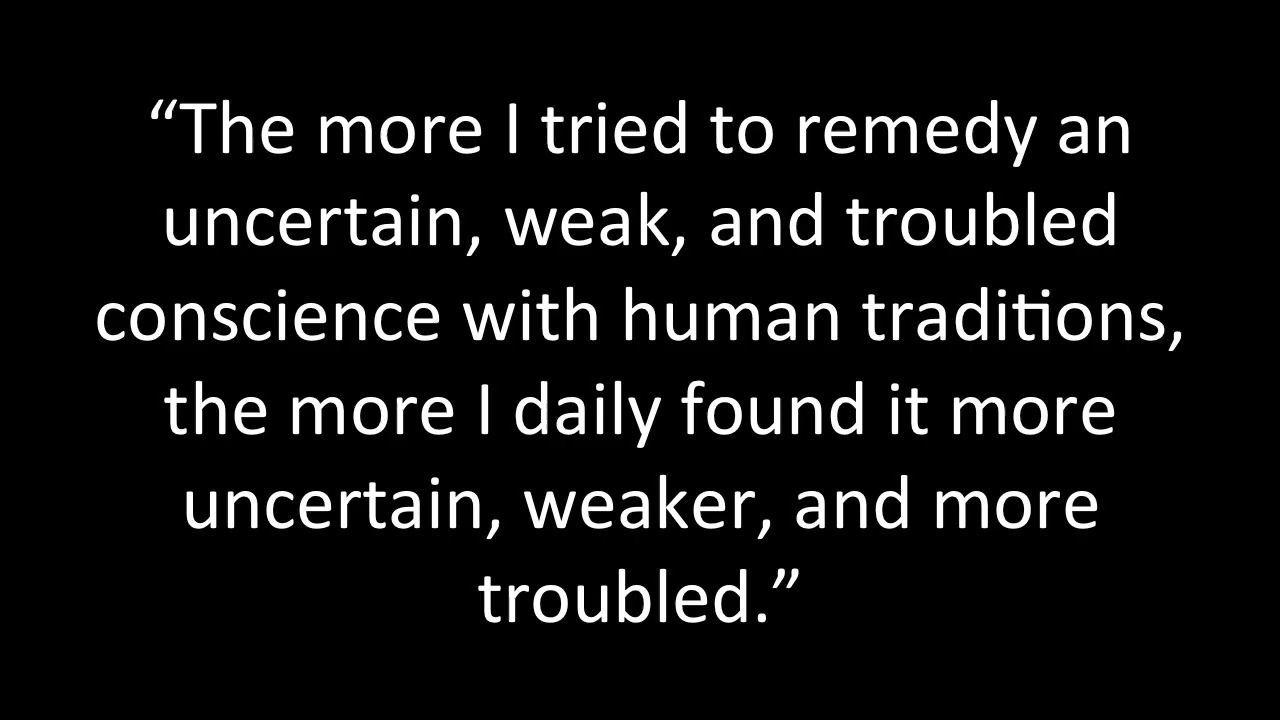 “The more I tried to remedy an
uncertain, weak, and troubled
conscience with human traditions,
the more I daily found it more
uncertain, weaker, and more
troubled.”